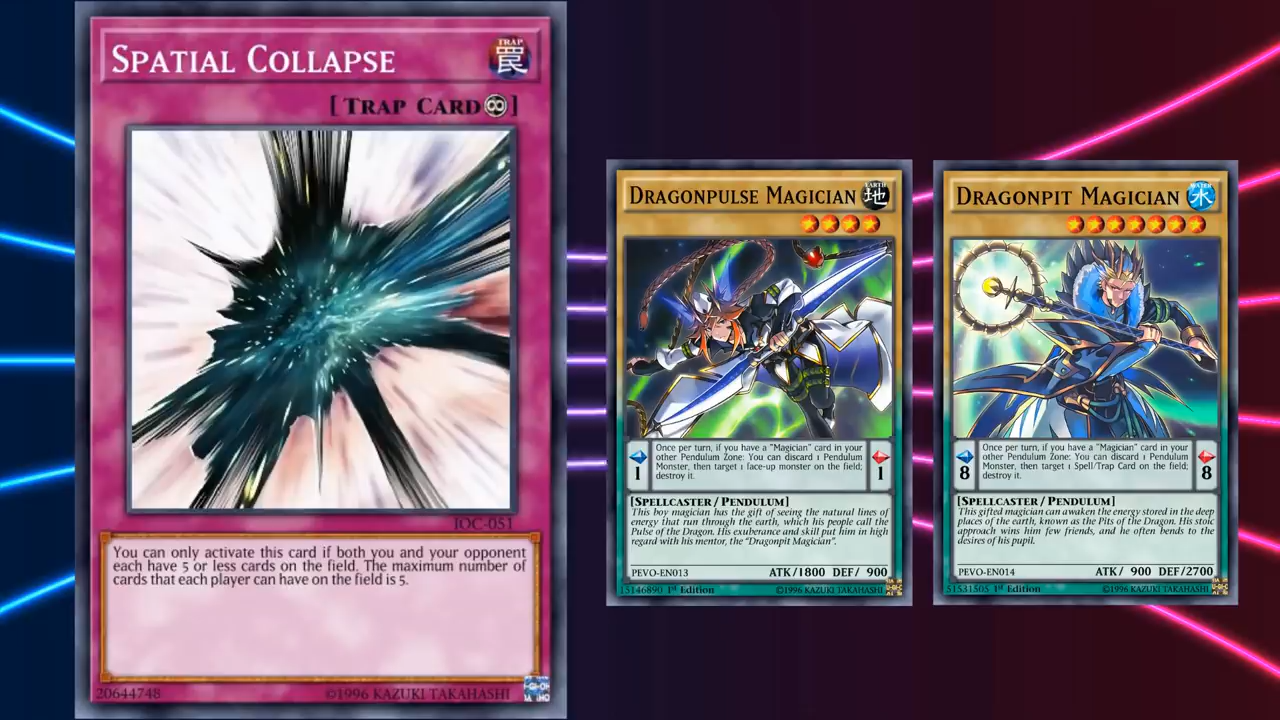 SPATIAL COLLAPSE
TRAP
罠
[TRAP CARD]
IOC-051
You can only activate this card if both you and your opponent
each have 5 or less cards on the field. The maximum number of
cards that each player can have on the field is 5.
20644748
©1996 KAZUKI TAKAHASHI
DRAGONPULSE MAGICIAN
EARTH
地
Once per turn, if you have a "Magician" card in your
other Pendulum Zone: You can discard 1 Pendulum
Monster, then target 1 face-up monster on the field;
destroy it.
1
1
[SPELLCASTER / PENDULUM]
This boy magician has the gift of seeing the natural lines of
energy that run through the earth, which his people call the
Pulse of the Dragon. His exuberance and skill put him in high
regard with his mentor, the "Dragonpit Magician".
PEVO-EN013
ATK/1800 DEF/ 900
15146890 1st Edition
©1996 KAZUKI TAKAHASHI
DRAGONPIT MAGICIAN
WATER
水
Once per turn, if you have a "Magician" card in your
other Pendulum Zone: You can discard 1 Pendulum
Monster, then target 1 Spell/Trap Card on the field;
destroy it.
8
8
[SPELLCASTER / PENDULUM]
This gifted magician can awaken the energy stored in the deep
places of the earth, known as the Pits of the Dragon. His stoic
approach wins him few friends, and he often bends to the
desires of his pupil.
PEVO-EN014
ATK/ 900 DEF/2700
51531505 1st Edition
©1996 KAZUKI TAKAHASHI